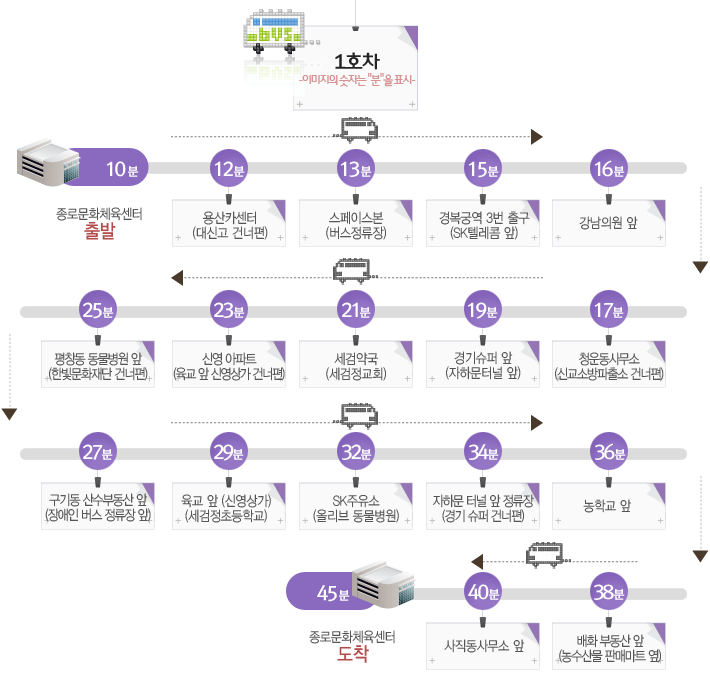 bus
1호차
-이미지의 숫자는 "분"을 표시-
10분
12분
13분
15분
16분
종로문화체육센터
출발
용산카센터
(대신고 건너편)
스페이스본
(버스정류장)
경복궁역 3번 출구
(SK텔레콤 앞)
강남의원 앞
25분
23분
21분
19분
17분
평창동 동물병원 앞
(한빛문화재단 건너편)
신영 아파트
(육교 앞 신영상가 건너편)
세검약국
(세검정교회)
경기슈퍼 앞
(자하문터널 앞)
청운동사무소
(신교소방파출소 건너편)
27분
29분
32분
34분
36분
구기동 산수부동산 앞
(장애인 버스 정류장 앞)
육교 앞 (신영상가)
(세검정초등학교)
SK주유소
(올리브 동물병원)
자하문 터널 앞 정류장
(경기 슈퍼 건너편)
농학교 앞
45분
40분
38분
종로문화체육센터
도착
사직동사무소 앞
배화 부동산 앞
(농수산물 판매마트 옆)